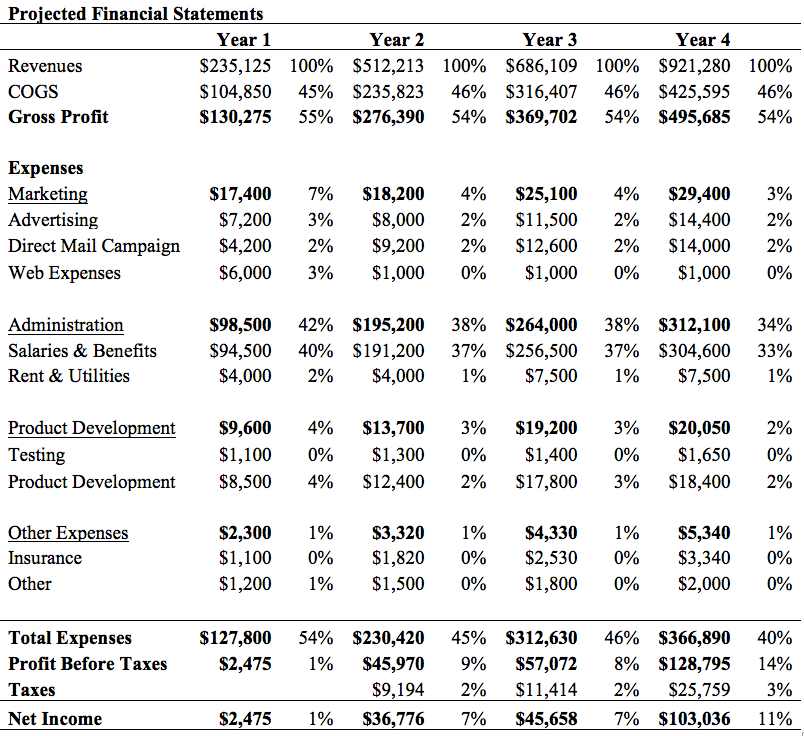 Projected Financial Statements
Year 1 Year 2 Year 3 Year 4
Revenues $235,125 100% $512,213 100% $686,109 100% $921,280 100%
COGS $104,850 45% $235,823 46% $316,407 46% $425,595 46%
Gross Profit $130,275 55% $276,390 54% $369,702 54% $495,685 54%
Expenses
Marketing $17,400 7% $18,200 4% $25,100 4% $29,400 3%
Advertising $7,200 3% $8,000 2% $11,500 2% $14,400 2%
Direct Mail Campaign $4,200 2% $9,200 2% $12,600 2% $14,000 2%
Web Expenses $6,000 3% $1,000 0% $1,000 0% $1,000 0%
Administration $98,500 42% $195,200 38% $264,000 38% $312,100 34%
Salaries & Benefits $94,500 40% $191,200 37% $256,500 37% $304,600 33%
Rent & Utilities $4,000 2% $4,000 1% $7,500 1% $7,500 1%
Product Development $9,600 4% $13,700 3% $19,200 3% $20,050 2%
Testing $1,100 0% $1,300 0% $1,400 0% $1,650 0%
Product Development $8,500 4% $12,400 2% $17,800 3% $18,400 2%
Other Expenses $2,300 1% $3,320 1% $4,330 1% $5,340 1%
Insurance $1,100 0% $1,820 0% $2,530 0% $3,340 0%
Other $1,200 1% $1,500 0% $1,800 0% $2,000 0%
Total Expenses $127,800 54% $230,420 45% $312,630 46% $366,890 40%
Profit Before Taxes $2,475 1% $45,970 9% $57,072 8% $128,795 14%
Taxes $9,194 2% $11,414 2% $25,759 3%
Net Income $2,475 1% $36,776 7% $45,658 7% $103,036 11%